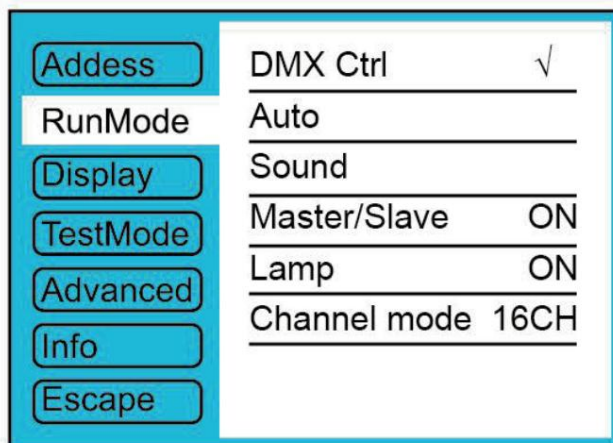 Addess
RunMode
Display
TestMode
Advanced
Info
Escape
DMX Ctrl √
Auto
Sound
Master/Slave ON
Lamp ON
Channel mode 16CH